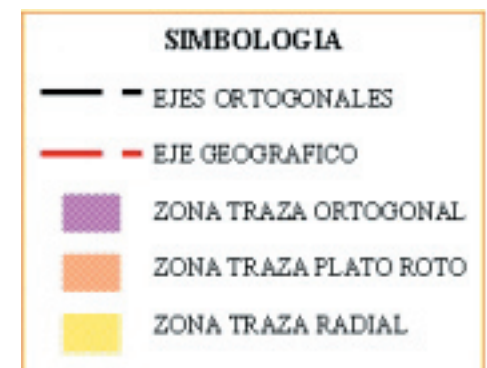 SIMBOLOGIA
EJES ORTOGONALES
EJE GEOGRAFICO
ZONA TRAZA ORTOGONAL
ZONA TRAZA PLATO ROTO
ZONA TRAZA RADIAL